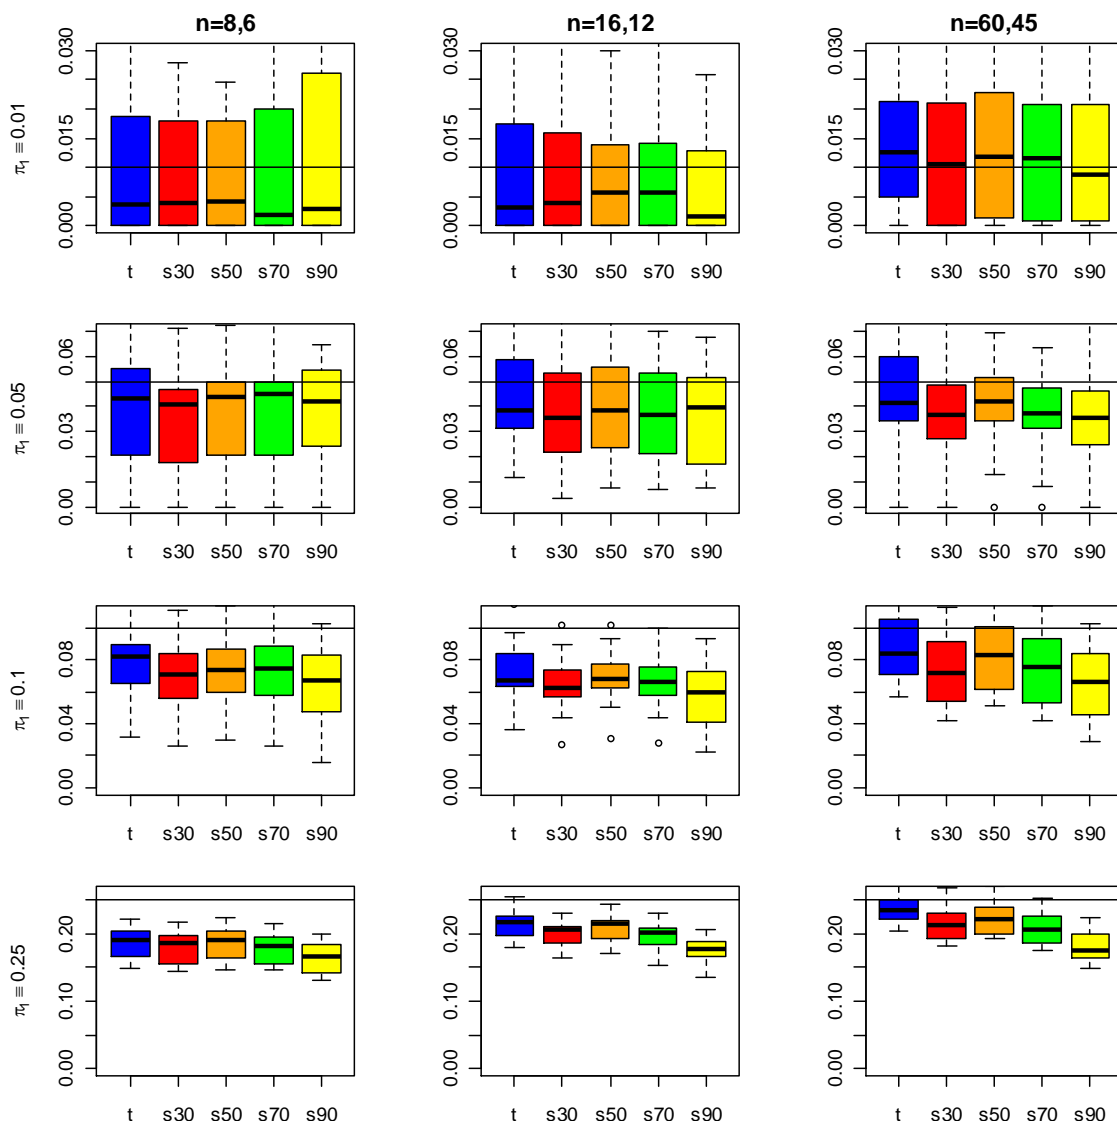 n=8,6 n=16,12 n=60,45
π₁ ≡ 0.01
0.030 0.030 0.030
0.015 0.015 0.015
0.000 0.000 0.000
t s30 s50 s70 s90 t s30 s50 s70 s90 t s30 s50 s70 s90
π₁ ≡ 0.05
0.06 0.06 0.06
0.03 0.03 0.03
0.00 0.00 0.00
t s30 s50 s70 s90 t s30 s50 s70 s90 t s30 s50 s70 s90
π₁ ≡ 0.1
0.08 0.08 0.08
0.04 0.04 0.04
0.00 0.00 0.00
t s30 s50 s70 s90 t s30 s50 s70 s90 t s30 s50 s70 s90
π₁ ≡ 0.25
0.20 0.20 0.20
0.10 0.10 0.10
0.00 0.00 0.00
t s30 s50 s70 s90 t s30 s50 s70 s90 t s30 s50 s70 s90